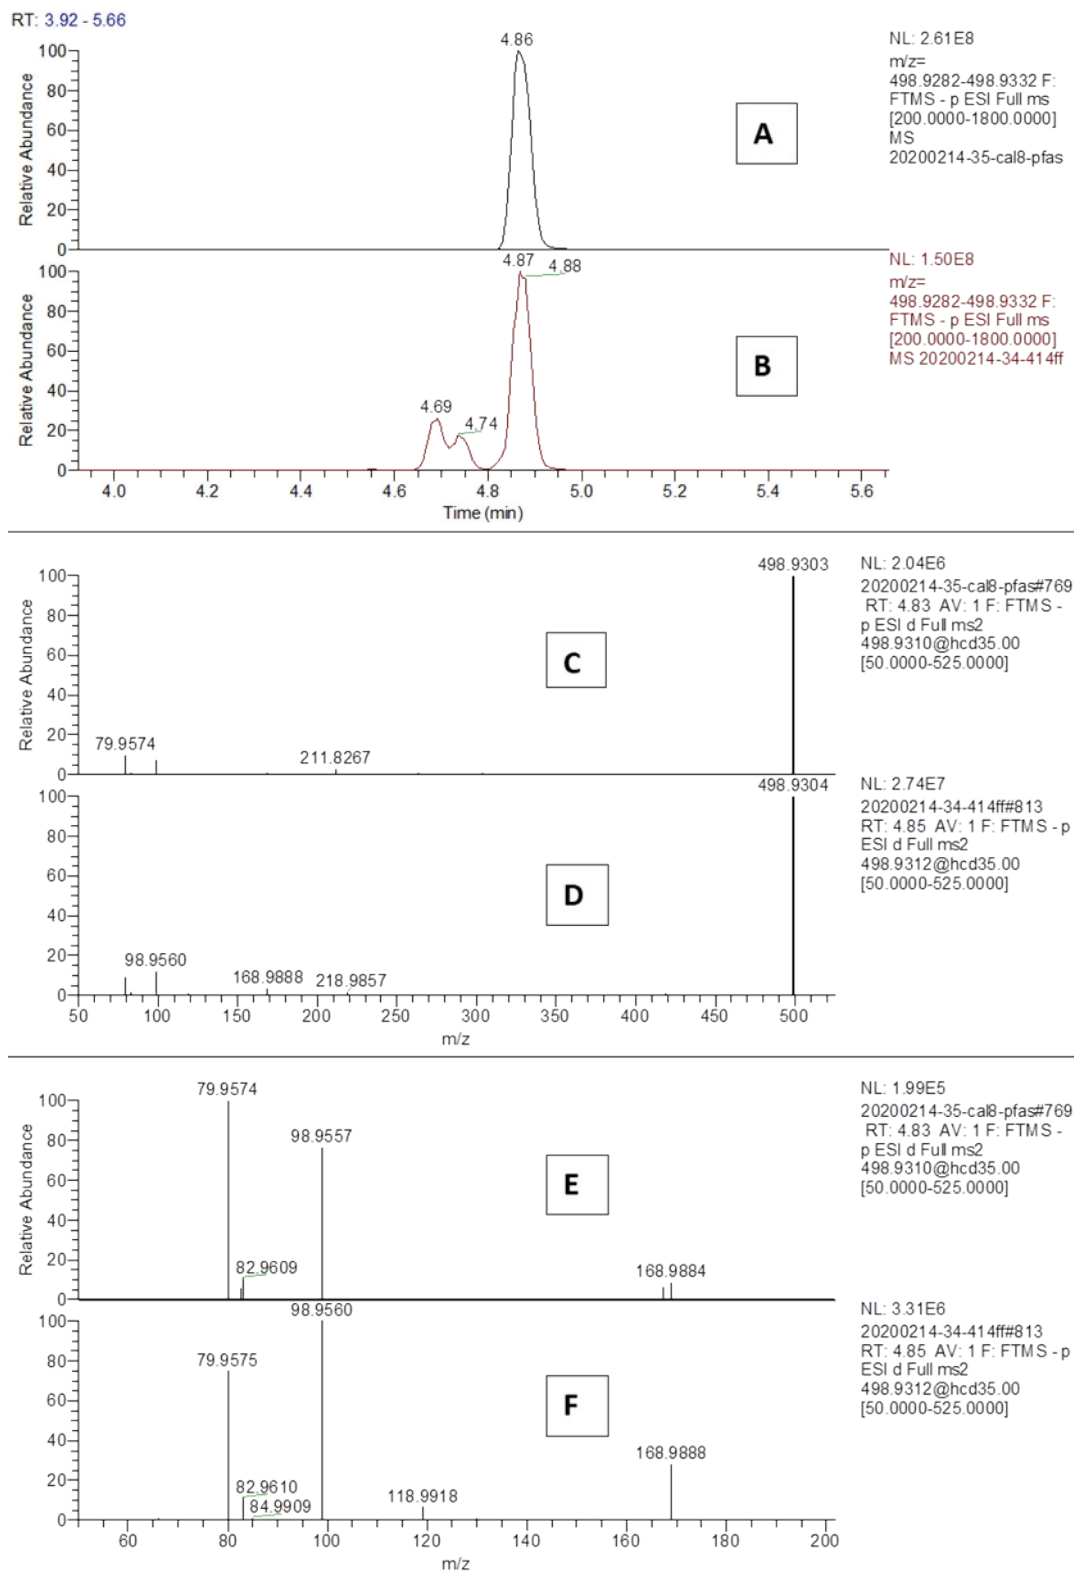 RT: 3.92 - 5.66
Relative Abundance
100
80
60
40
20
0
4.86
A
NL: 2.61E8
m/z=
498.9282-498.9332 F:
FTMS - p ESI Full ms
[200.0000-1800.0000]
MS
20200214-35-cal8-pfas
Relative Abundance
100
80
60
40
20
0
4.87
4.88
4.69
4.74
B
NL: 1.50E8
m/z=
498.9282-498.9332 F:
FTMS - p ESI Full ms
[200.0000-1800.0000]
MS 20200214-34-414ff
4.0 4.2 4.4 4.6 4.8 5.0 5.2 5.4 5.6
Time (min)
Relative Abundance
100
80
60
40
20
0
498.9303
79.9574
211.8267
C
NL: 2.04E6
20200214-35-cal8-pfas#769
RT: 4.83 AV: 1 F: FTMS -
p ESI d Full ms2
498.9310@hcd35.00
[50.0000-525.0000]
100
80
60
40
20
0
498.9304
98.9560
168.9888
218.9857
D
NL: 2.74E7
20200214-34-414ff#813
RT: 4.85 AV: 1 F: FTMS - p
ESI d Full ms2
498.9312@hcd35.00
[50.0000-525.0000]
50 100 150 200 250 300 350 400 450 500
m/z
Relative Abundance
100
80
60
40
20
0
79.9574
98.9557
82.9609
168.9884
E
NL: 1.99E5
20200214-35-cal8-pfas#769
RT: 4.83 AV: 1 F: FTMS -
p ESI d Full ms2
498.9310@hcd35.00
[50.0000-525.0000]
100
80
60
40
20
0
98.9560
79.9575
82.9610
84.9909
118.9918
168.9888
F
NL: 3.31E6
20200214-34-414ff#813
RT: 4.85 AV: 1 F: FTMS - p
ESI d Full ms2
498.9312@hcd35.00
[50.0000-525.0000]
60 80 100 120 140 160 180 200
m/z